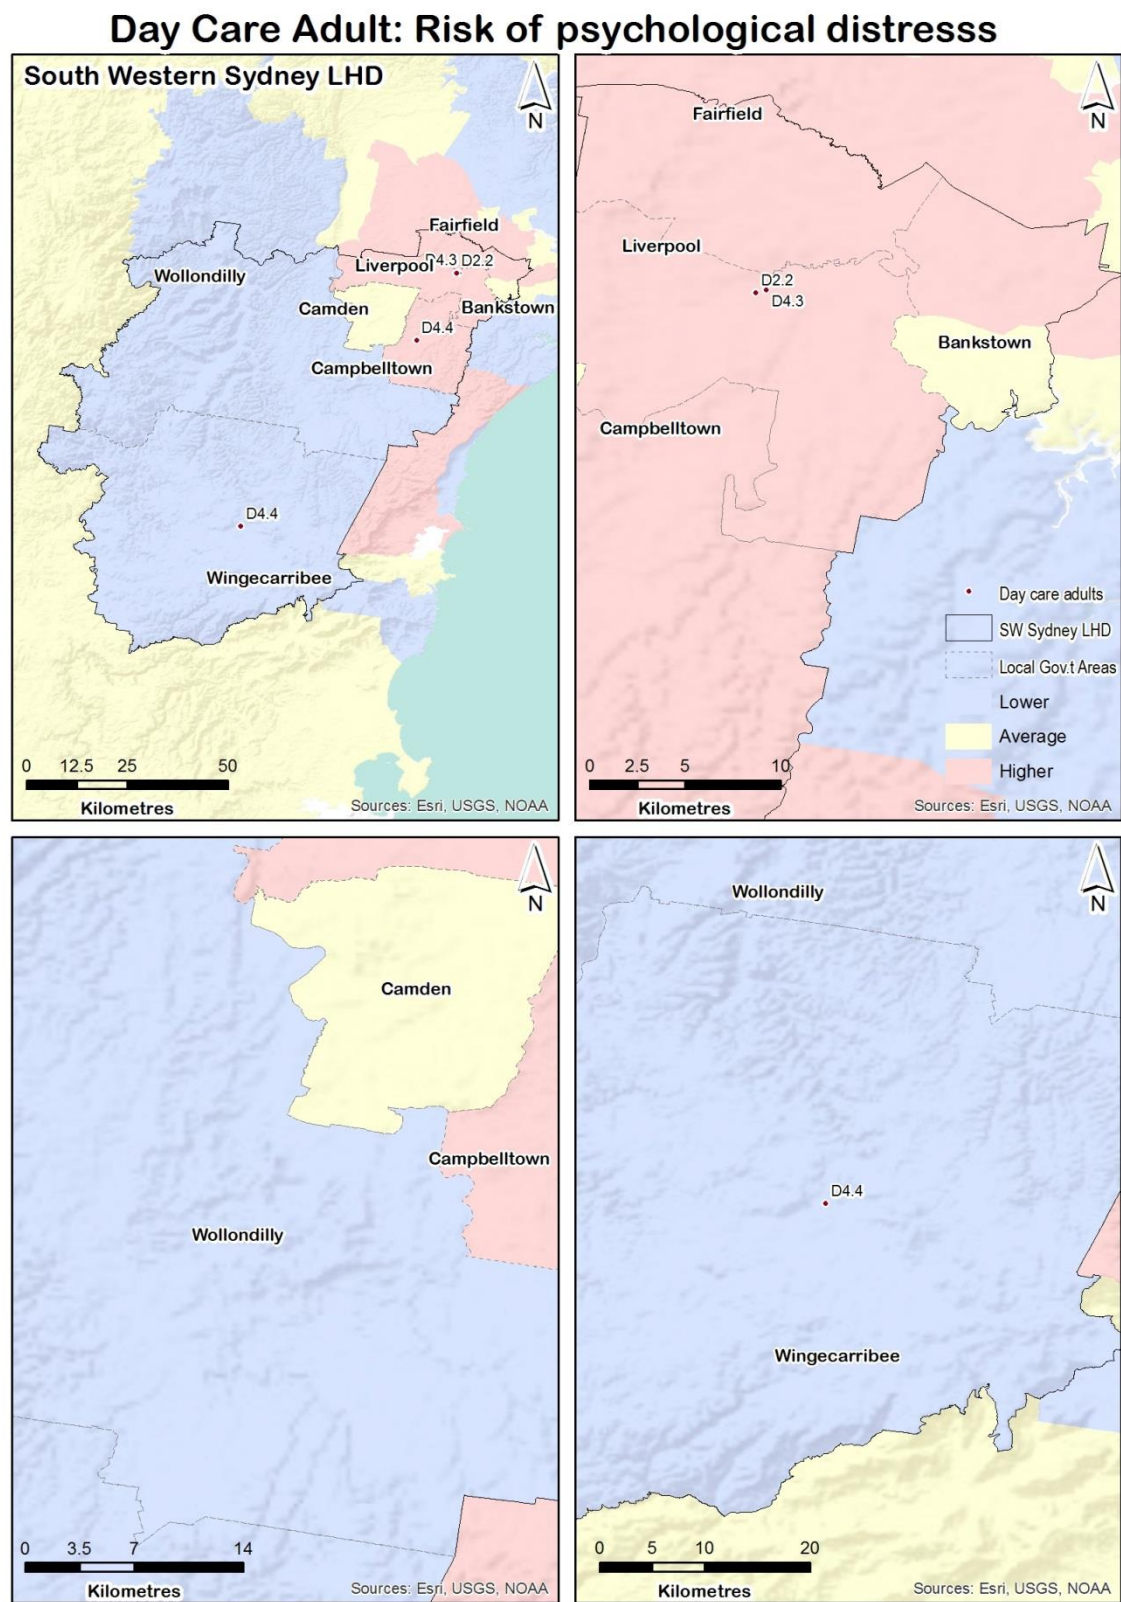 Day Care Adult: Risk of psychological distresss
South Western Sydney LHD
N
Fairfield
Liverpool
D4.3
D2.2
Wollondilly
Camden
Bankstown
D4.4
Campbelltown
D4.4
Wingecarribee
0 12.5 25 50
Kilometres
Sources: Esri, USGS, NOAA
N
Fairfield
Liverpool
D2.2
D4.3
Bankstown
Campbelltown
Day care adults
SW Sydney LHD
Local Gov.t Areas
Lower
Average
Higher
0 2.5 5 10
Kilometres
Sources: Esri, USGS, NOAA
N
Camden
Campbelltown
Wollondilly
0 3.5 7 14
Kilometres
Sources: Esri, USGS, NOAA
N
Wollondilly
D4.4
Wingecarribee
0 5 10 20
Kilometres
Sources: Esri, USGS, NOAA